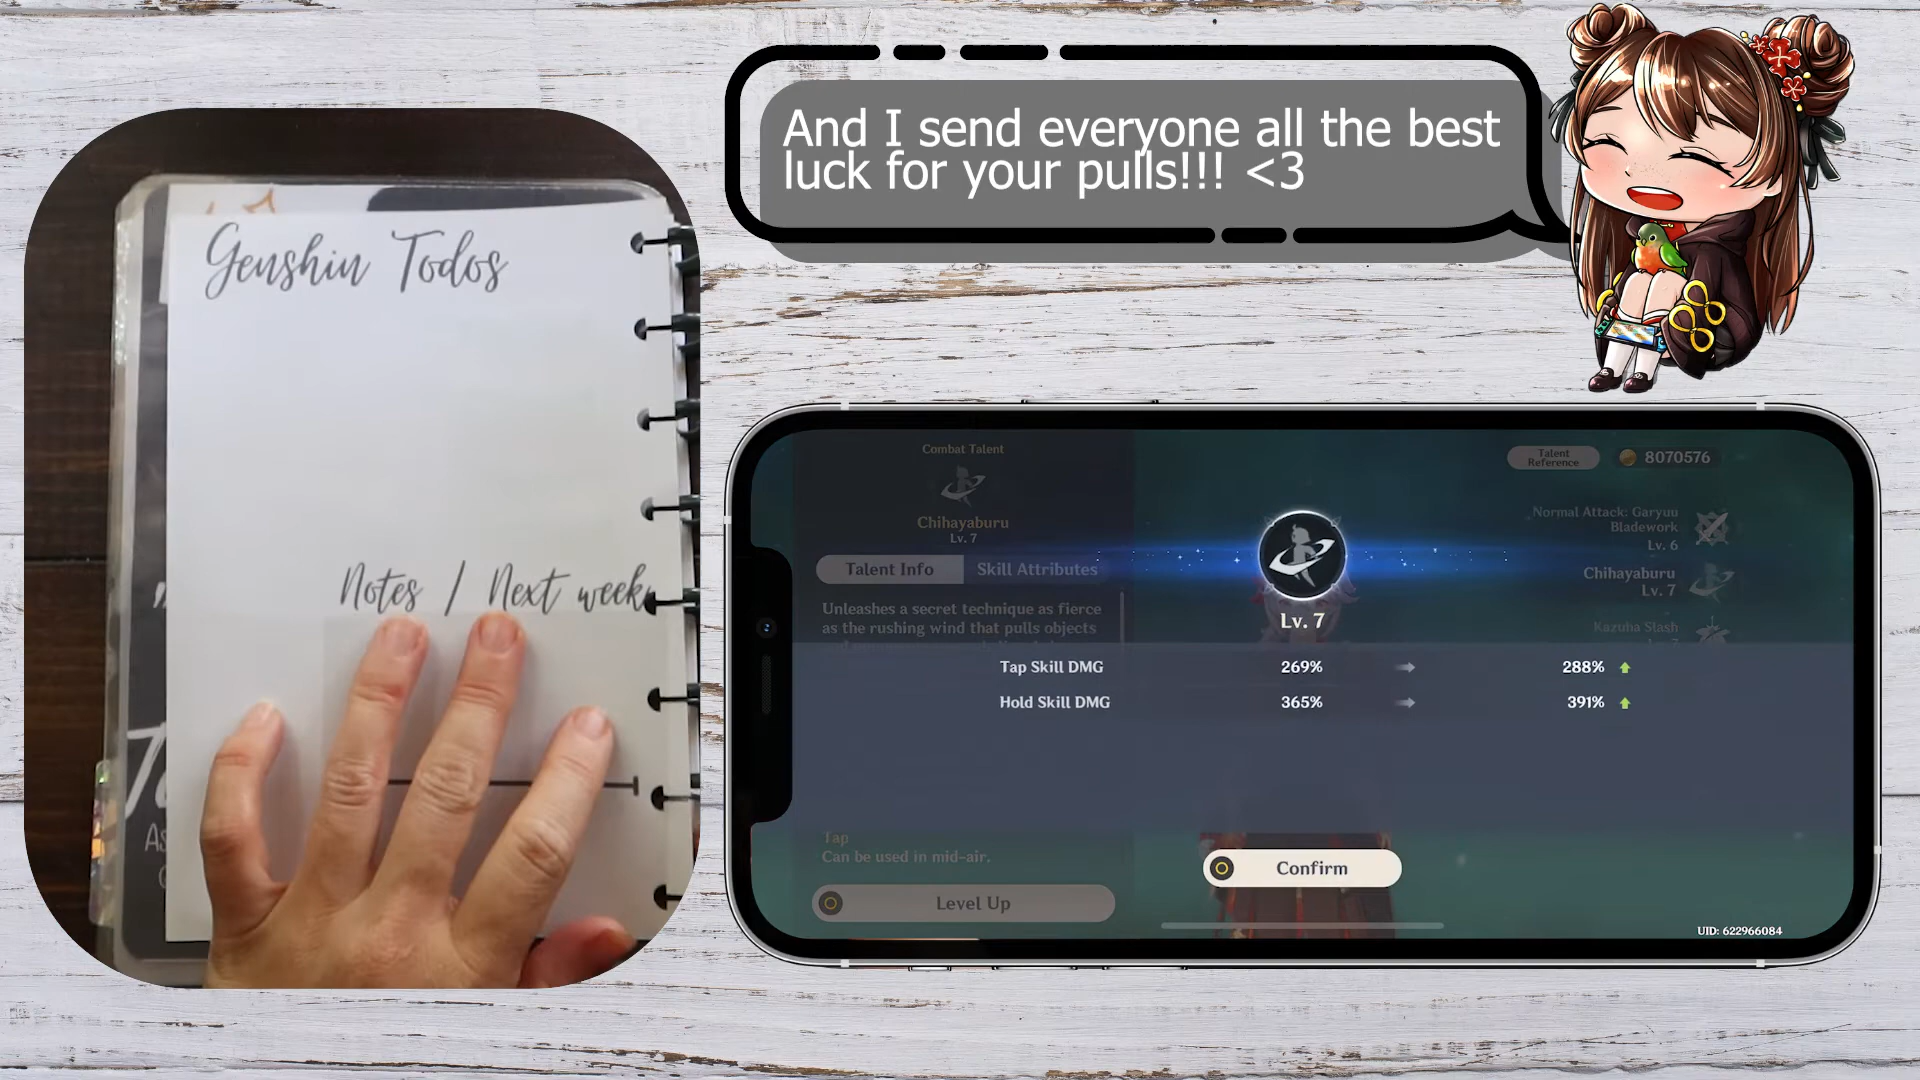 And I send everyone all the best
luck for your pulls!!! <3
Genshin Todos
Notes / Next week
Combat Talent
Chihayaburu
Lv. 7
Talent Info
Skill Attributes
Unleashes a secret technique as fierce
as the rushing wind that pulls objects
Tap
Can be used in mid-air.
Level Up
Lv. 7
Tap Skill DMG 269% 288%
Hold Skill DMG 365% 391%
Confirm
Talent
Reference
8070576
Normal Attack: Garyuu
Bladework
Lv. 6
Chihayaburu
Lv. 7
Kazuha Slash
UID: 622966084